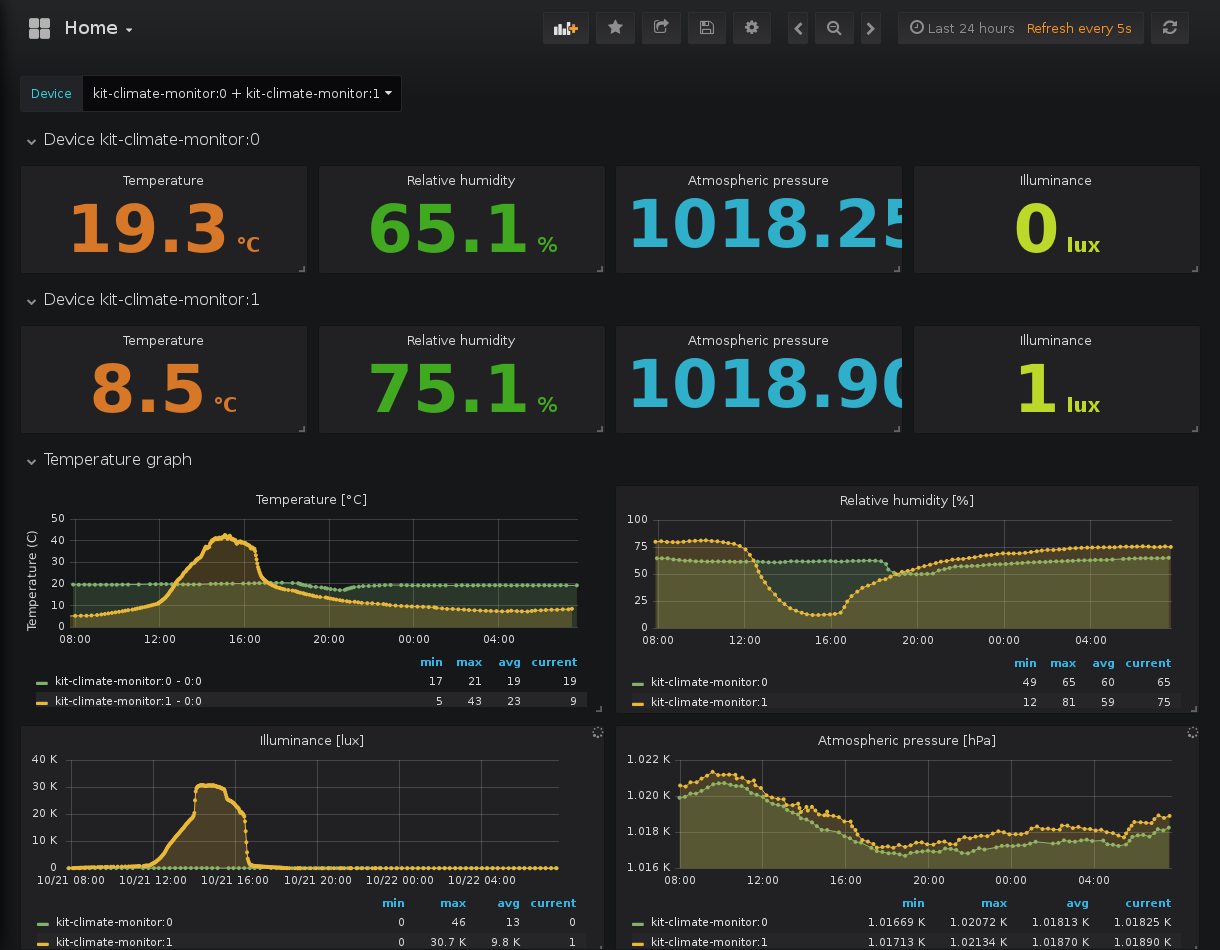 Home
Last 24 hours Refresh every 5s
Device kit-climate-monitor:0 + kit-climate-monitor:1
Device kit-climate-monitor:0
Temperature Relative humidity Atmospheric pressure Illuminance
19.3 °C 65.1 % 1018.25 0 lux
Device kit-climate-monitor:1
Temperature Relative humidity Atmospheric pressure Illuminance
8.5 °C 75.1 % 1018.90 1 lux
Temperature graph
Temperature [°C]
Temperature (C)
50
40
30
20
10
0
08:00 12:00 16:00 20:00 00:00 04:00
min max avg current
kit-climate-monitor:0 - 0:0 17 21 19 19
kit-climate-monitor:1 - 0:0 5 43 23 9
Relative humidity [%]
100
75
50
25
0
08:00 12:00 16:00 20:00 00:00 04:00
min max avg current
kit-climate-monitor:0 49 65 60 65
kit-climate-monitor:1 12 81 59 75
Illuminance [lux]
40 K
30 K
20 K
10 K
0
10/21 08:00 10/21 12:00 10/21 16:00 10/21 20:00 10/22 00:00 10/22 04:00
min max avg current
kit-climate-monitor:0 0 46 13 0
kit-climate-monitor:1 0 30.7 K 9.8 K 1
Atmospheric pressure [hPa]
1.022 K
1.020 K
1.018 K
1.016 K
08:00 12:00 16:00 20:00 00:00 04:00
min max avg current
kit-climate-monitor:0 1.01669 K 1.02072 K 1.01813 K 1.01825 K
kit-climate-monitor:1 1.01713 K 1.02134 K 1.01870 K 1.01890 K